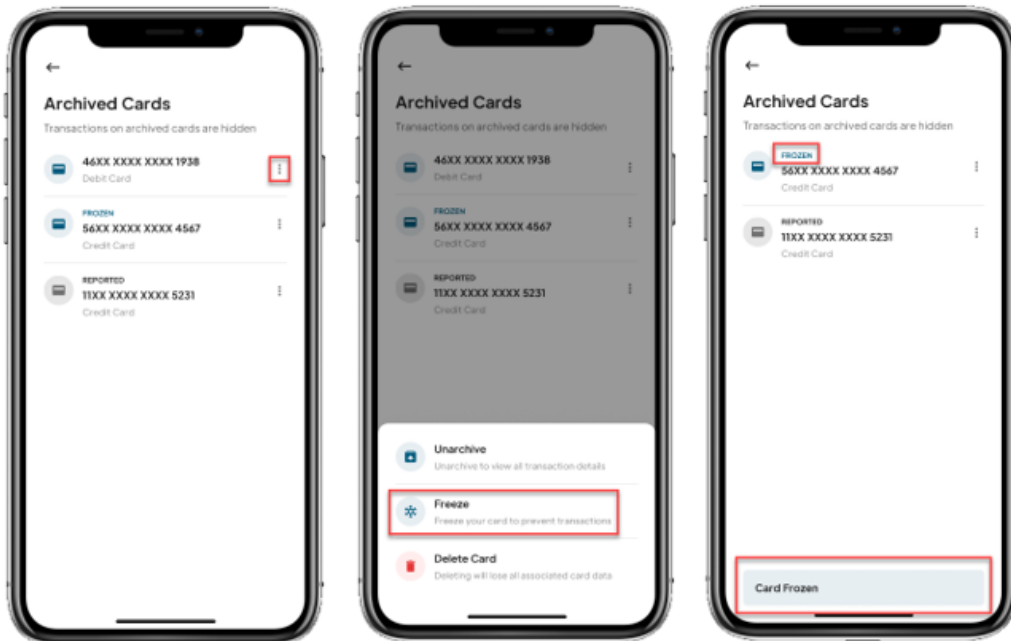 Archived Cards
Transactions on archived cards are hidden
46XX XXXX XXXX 1938
Debit Card
FROZEN
56XX XXXX XXXX 4567
Credit Card
REPORTED
11XX XXXX XXXX 5231
Credit Card
Archived Cards
Transactions on archived cards are hidden
46XX XXXX XXXX 1938
Debit Card
FROZEN
56XX XXXX XXXX 4567
Credit Card
REPORTED
11XX XXXX XXXX 5231
Credit Card
Unarchive
Unarchive to view all transaction details
Freeze
Freeze your card to prevent transactions
Delete Card
Deleting will lose all associated card data
Archived Cards
Transactions on archived cards are hidden
FROZEN
56XX XXXX XXXX 4567
Credit Card
REPORTED
11XX XXXX XXXX 5231
Credit Card
Card Frozen